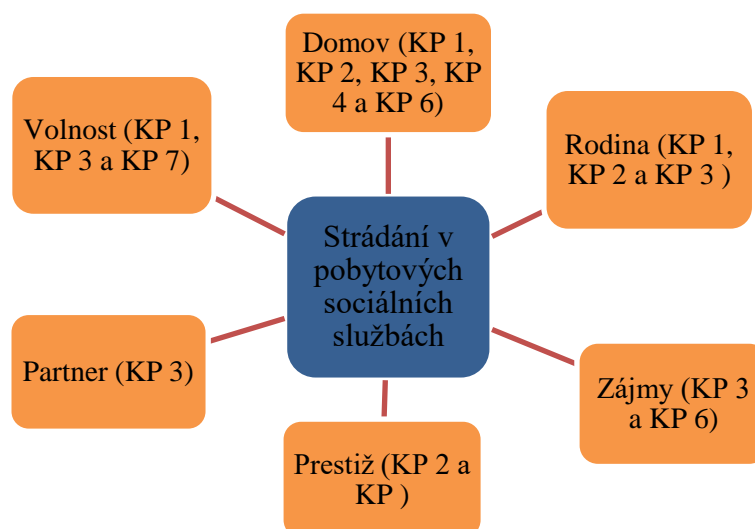 Domov (KP 1,
KP 2, KP 3, KP
4 a KP 6)
Volnost (KP 1,
KP 3 a KP 7)
Rodina (KP 1,
KP 2 a KP 3 )
Strádání v
pobytových
sociálních
službách
Partner (KP 3)
Zájmy (KP 3
a KP 6)
Prestiž (KP 2 a
KP )